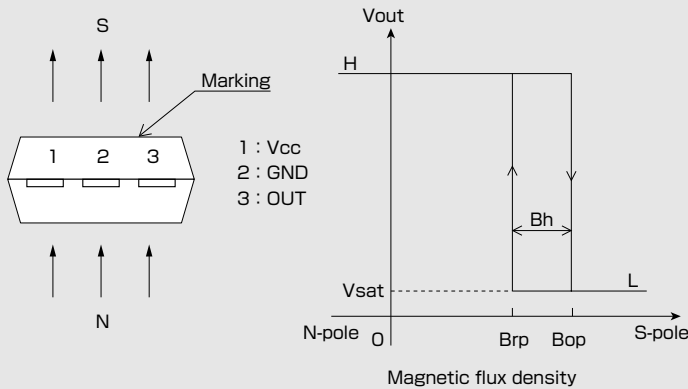 S
Marking
1 2 3
1 : Vcc
2 : GND
3 : OUT
N
Vout
H
Bh
L
Vsat
N-pole 0 Brp Bop S-pole
Magnetic flux density